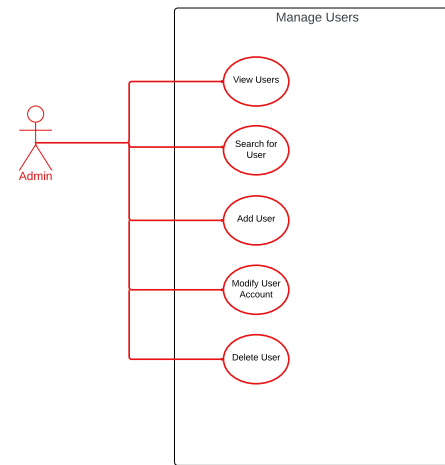 Manage Users
View Users
Search for
User
Admin
Add User
Modify User
Account
Delete User